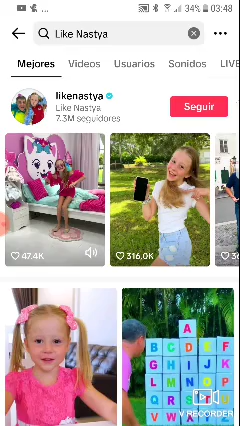 34% 03:48
Like Nastya
Mejores Videos Usuarios Sonidos LIVE
likenastya
Like Nastya
7.3M seguidores
Seguir
47.4K
316,0K
A
B C D E F
G H I J K
L M N O P
V RECORDER